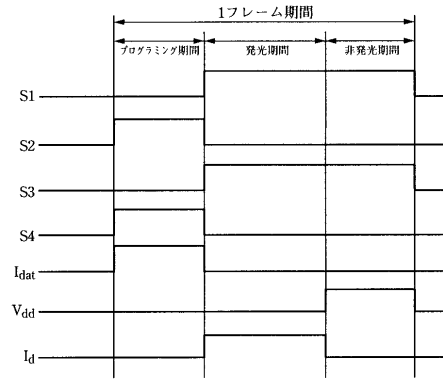 1フレーム期間
プログラミング期間 発光期間 非発光期間
S1
S2
S3
S4
Idat
Vdd
Id